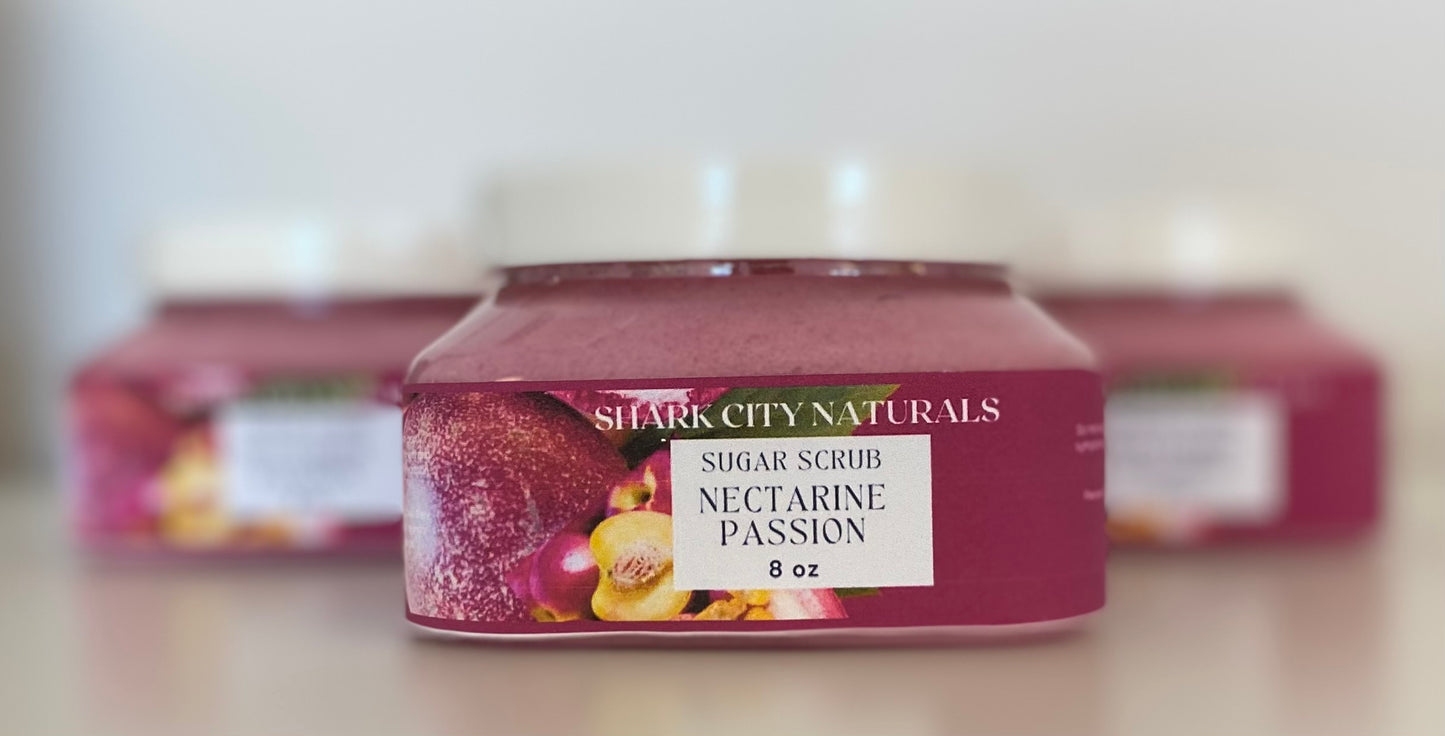 SHARK CITY NATURALS
SUGAR SCRUB
NECTARINE
PASSION
8 oz